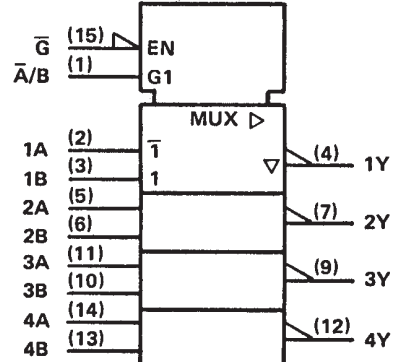 G̅ (15) EN
A̅/B (1) G1
MUX ▷
1A (2) 1̅
1B (3) 1
▽ (4) 1Y
2A (5)
2B (6)
(7) 2Y
3A (11)
3B (10)
(9) 3Y
4A (14)
4B (13)
(12) 4Y